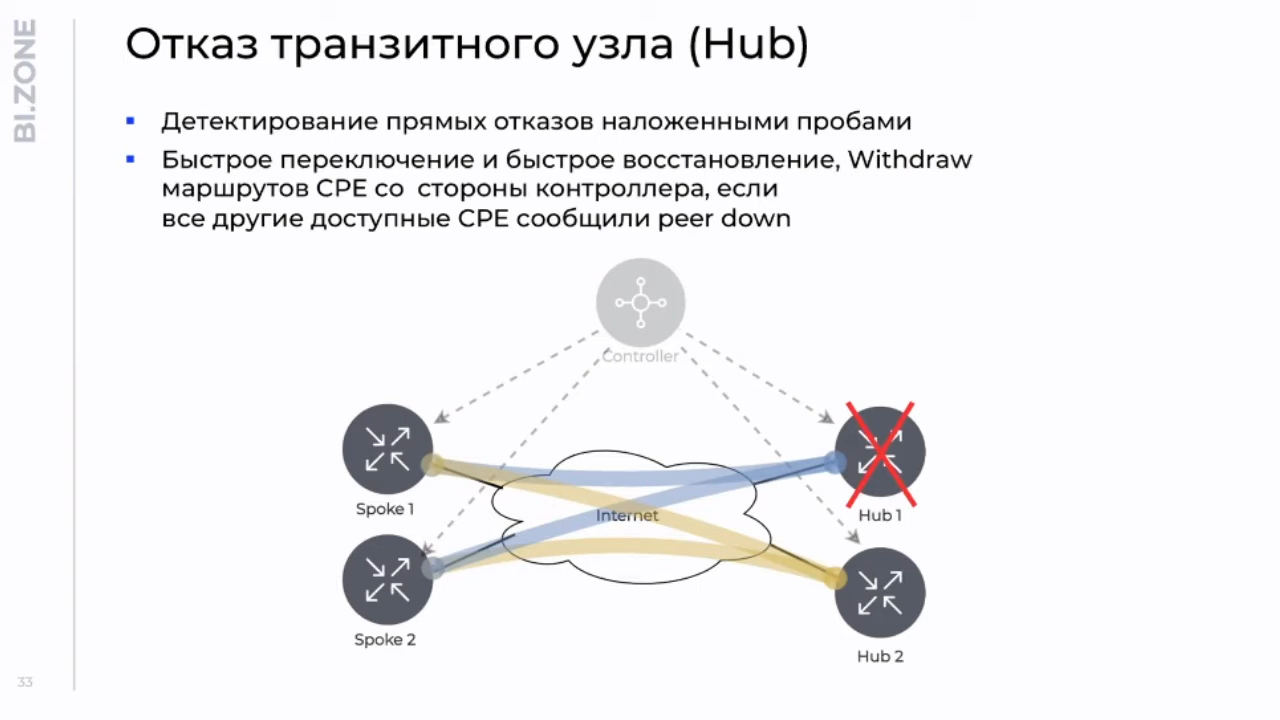 BI.ZONE
Отказ транзитного узла (Hub)
Детектирование прямых отказов наложенными пробами
Быстрое переключение и быстрое восстановление, Withdraw
маршрутов CPE со стороны контроллера, если
все другие доступные CPE сообщили peer down
Controller
Spoke 1
Internet
Hub 1
Spoke 2
Hub 2
33